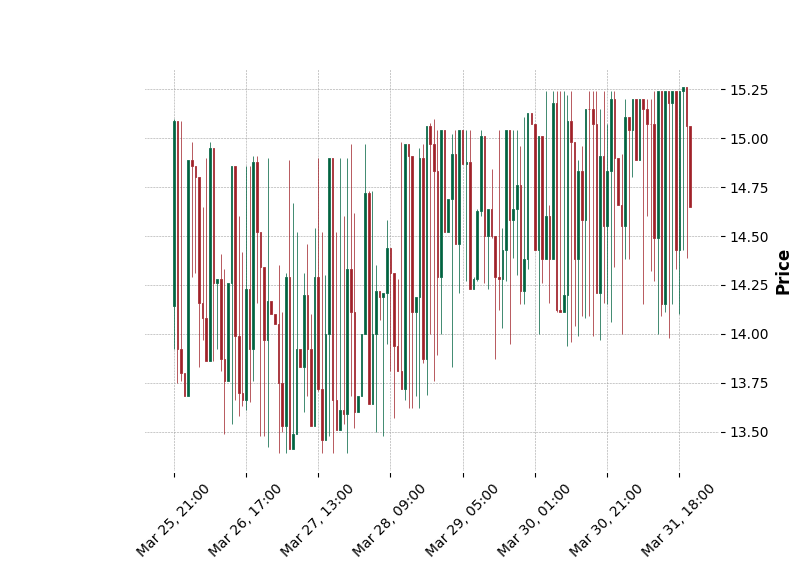 15.25
15.00
14.75
14.50
14.25
14.00
13.75
13.50
Price
Mar 25, 21:00
Mar 26, 17:00
Mar 27, 13:00
Mar 28, 09:00
Mar 29, 05:00
Mar 30, 01:00
Mar 30, 21:00
Mar 31, 18:00